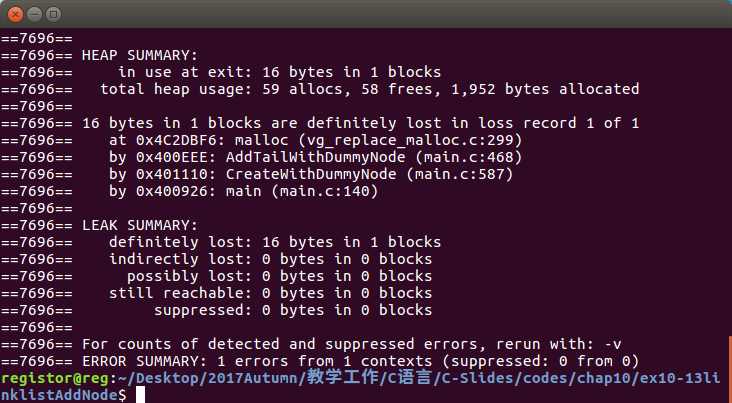 ==7696==
==7696== HEAP SUMMARY:
==7696==     in use at exit: 16 bytes in 1 blocks
==7696==   total heap usage: 59 allocs, 58 frees, 1,952 bytes allocated
==7696==
==7696== 16 bytes in 1 blocks are definitely lost in loss record 1 of 1
==7696==    at 0x4C2DBF6: malloc (vg_replace_malloc.c:299)
==7696==    by 0x400EEE: AddTailWithDummyNode (main.c:468)
==7696==    by 0x401110: CreateWithDummyNode (main.c:587)
==7696==    by 0x400926: main (main.c:140)
==7696==
==7696== LEAK SUMMARY:
==7696==    definitely lost: 16 bytes in 1 blocks
==7696==    indirectly lost: 0 bytes in 0 blocks
==7696==      possibly lost: 0 bytes in 0 blocks
==7696==    still reachable: 0 bytes in 0 blocks
==7696==         suppressed: 0 bytes in 0 blocks
==7696==
==7696== For counts of detected and suppressed errors, rerun with: -v
==7696== ERROR SUMMARY: 1 errors from 1 contexts (suppressed: 0 from 0)
registor@reg:~/Desktop/2017Autumn/教学工作/C语言/C-Slides/codes/chap10/ex10-13li
nklistAddNode$